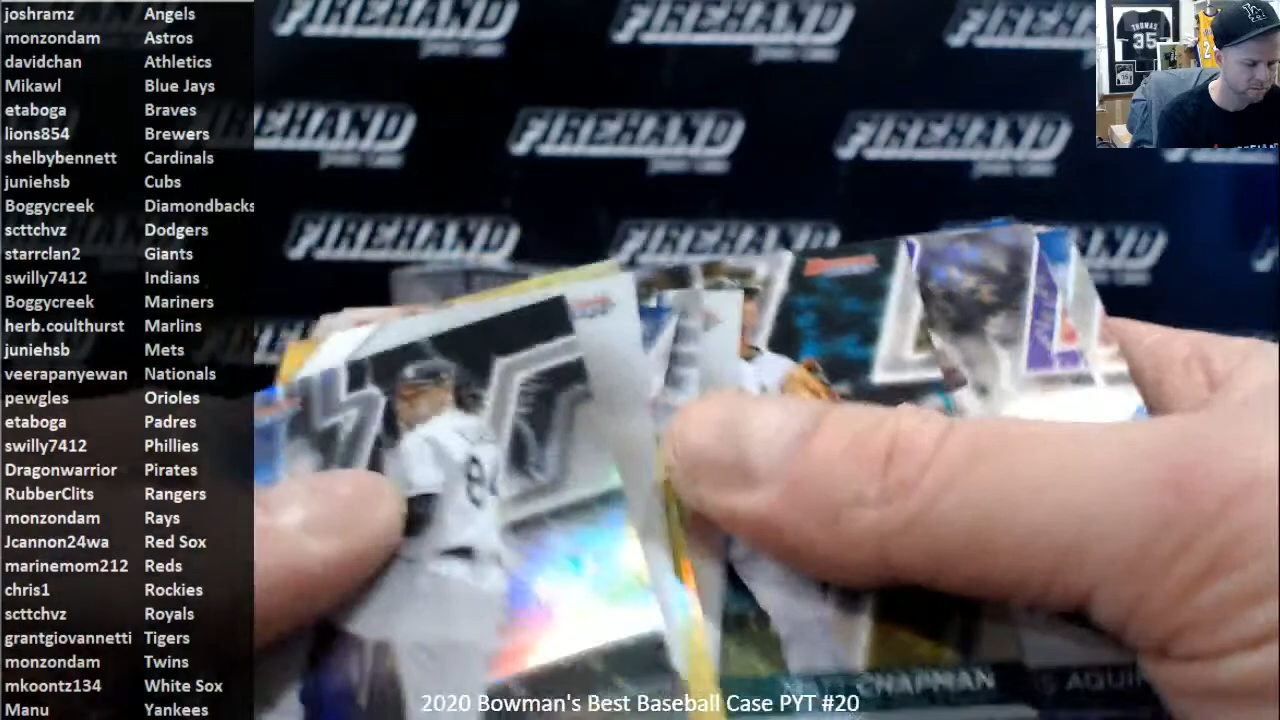 joshramz Angels
monzondam Astros
davidchan Athletics
Mikawl Blue Jays
etaboga Braves
lions854 Brewers
shelbybennett Cardinals
juniehsb Cubs
Boggycreek Diamondbacks
scttchvz Dodgers
starrclan2 Giants
swilly7412 Indians
Boggycreek Mariners
herb.coulthurst Marlins
juniehsb Mets
veerapanyewan Nationals
pewgles Orioles
etaboga Padres
swilly7412 Phillies
Dragonwarrior Pirates
RubberClits Rangers
monzondam Rays
Jcannon24wa Red Sox
marinemom212 Reds
chris1 Rockies
scttchvz Royals
grantgiovannetti Tigers
monzondam Twins
mkoontz134 White Sox
Manu Yankees
FIREHAND FIREHAND FIREHAND
FIREHAND FIREHAND FIREHAND
FIREHAND FIREHAND
THOMAS
35
84
CHAPMAN
2020 Bowman's Best Baseball Case PYT #20